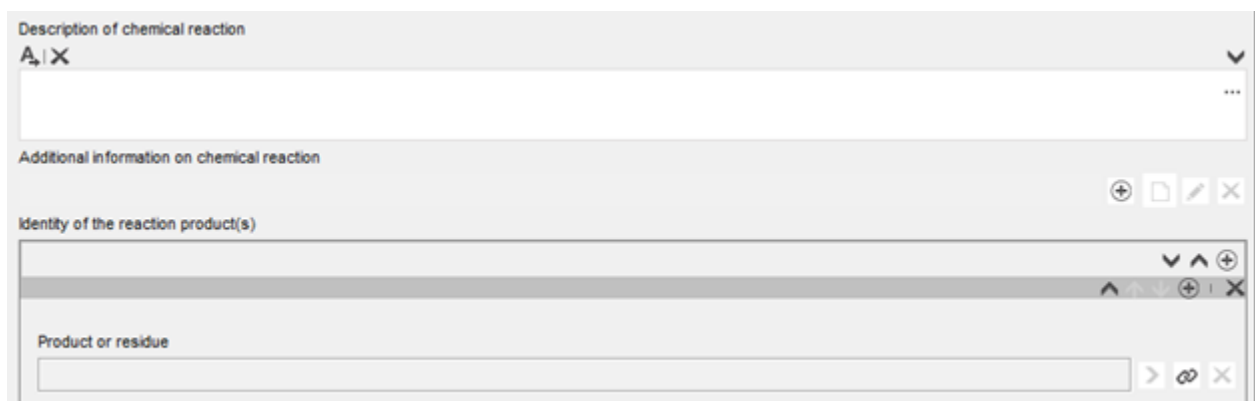 Description of chemical reaction
A
Additional information on chemical reaction
Identity of the reaction product(s)
Product or residue